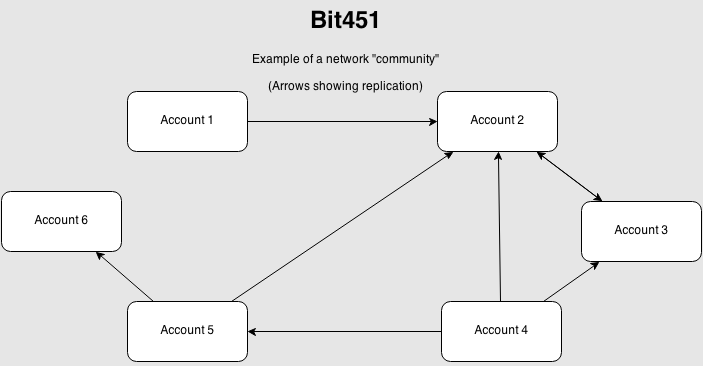 Bit451
Example of a network "community"
(Arrows showing replication)
Account 1
Account 2
Account 6
Account 3
Account 5
Account 4